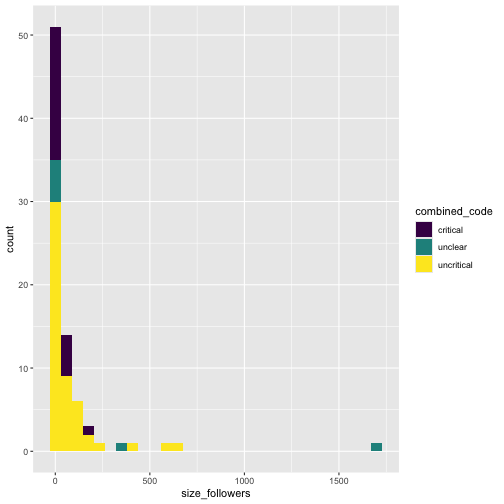 50
40
30
20
10
0
count
0 500 1000 1500
size_followers
combined_code
critical
unclear
uncritical